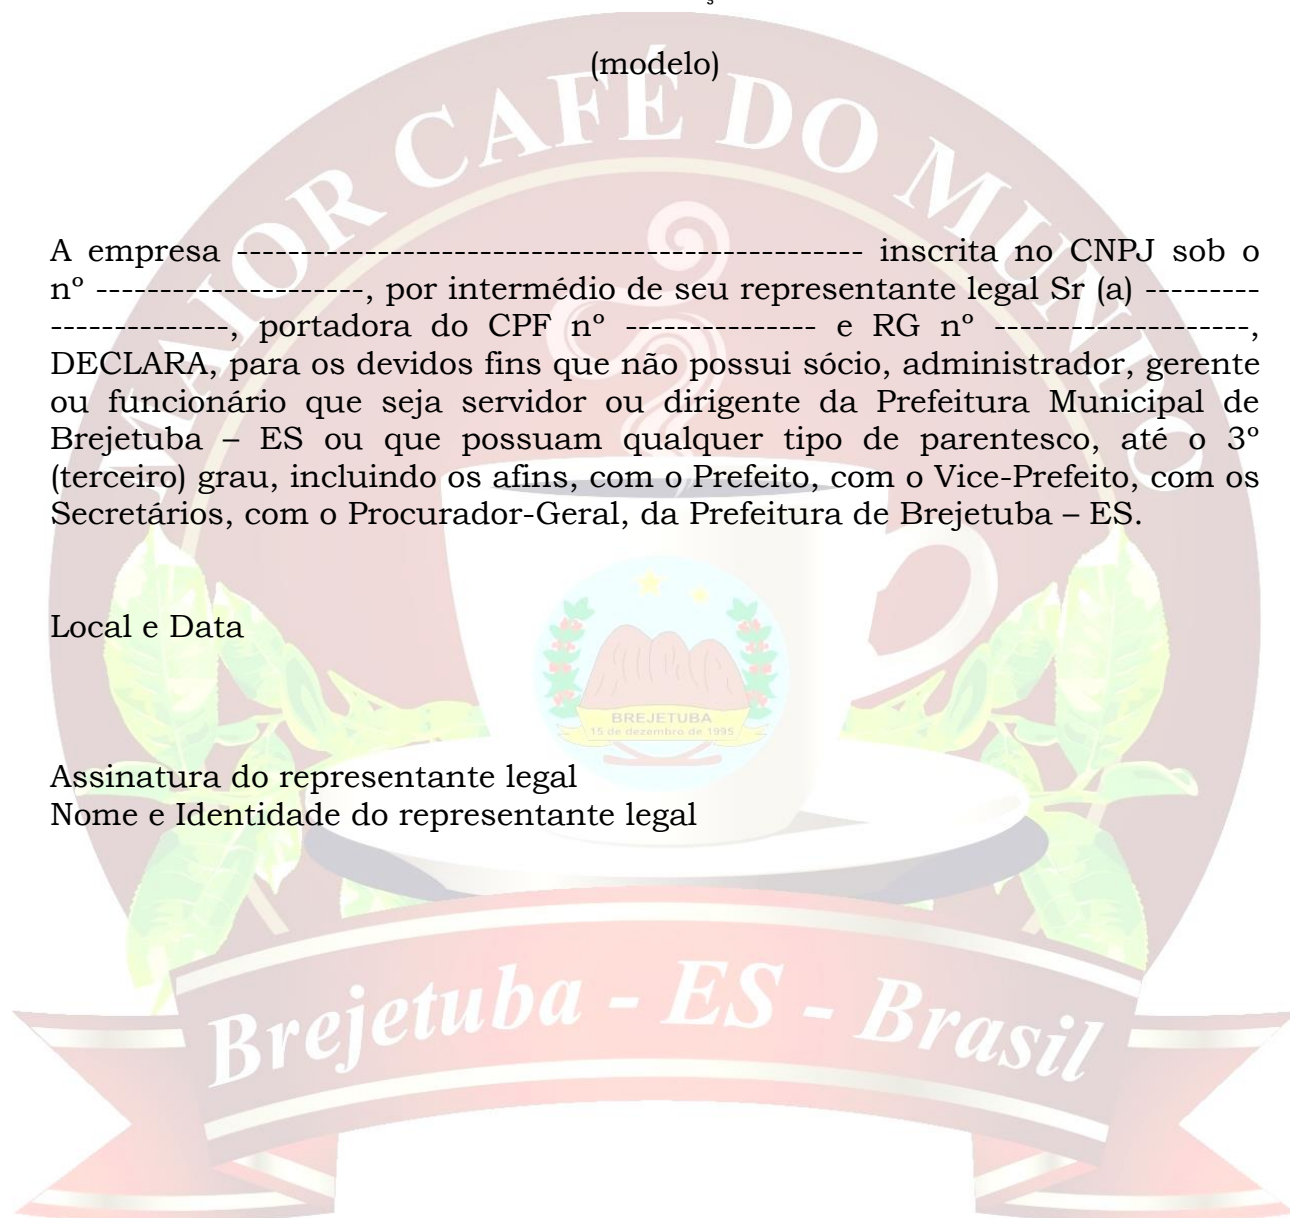 (modelo)
MAIOR CAFÉ DO MUNDO
A empresa ------------------------------------------------- inscrita no CNPJ sob o
nº ---------------------, por intermédio de seu representante legal Sr (a) ---------
--------------, portadora do CPF nº --------------- e RG nº --------------------,
DECLARA, para os devidos fins que não possui sócio, administrador, gerente
ou funcionário que seja servidor ou dirigente da Prefeitura Municipal de
Brejetuba – ES ou que possuam qualquer tipo de parentesco, até o 3º
(terceiro) grau, incluindo os afins, com o Prefeito, com o Vice-Prefeito, com os
Secretários, com o Procurador-Geral, da Prefeitura de Brejetuba – ES.
Local e Data
BREJETUBA
15 de dezembro de 1995
Assinatura do representante legal
Nome e Identidade do representante legal
Brejetuba - ES - Brasil